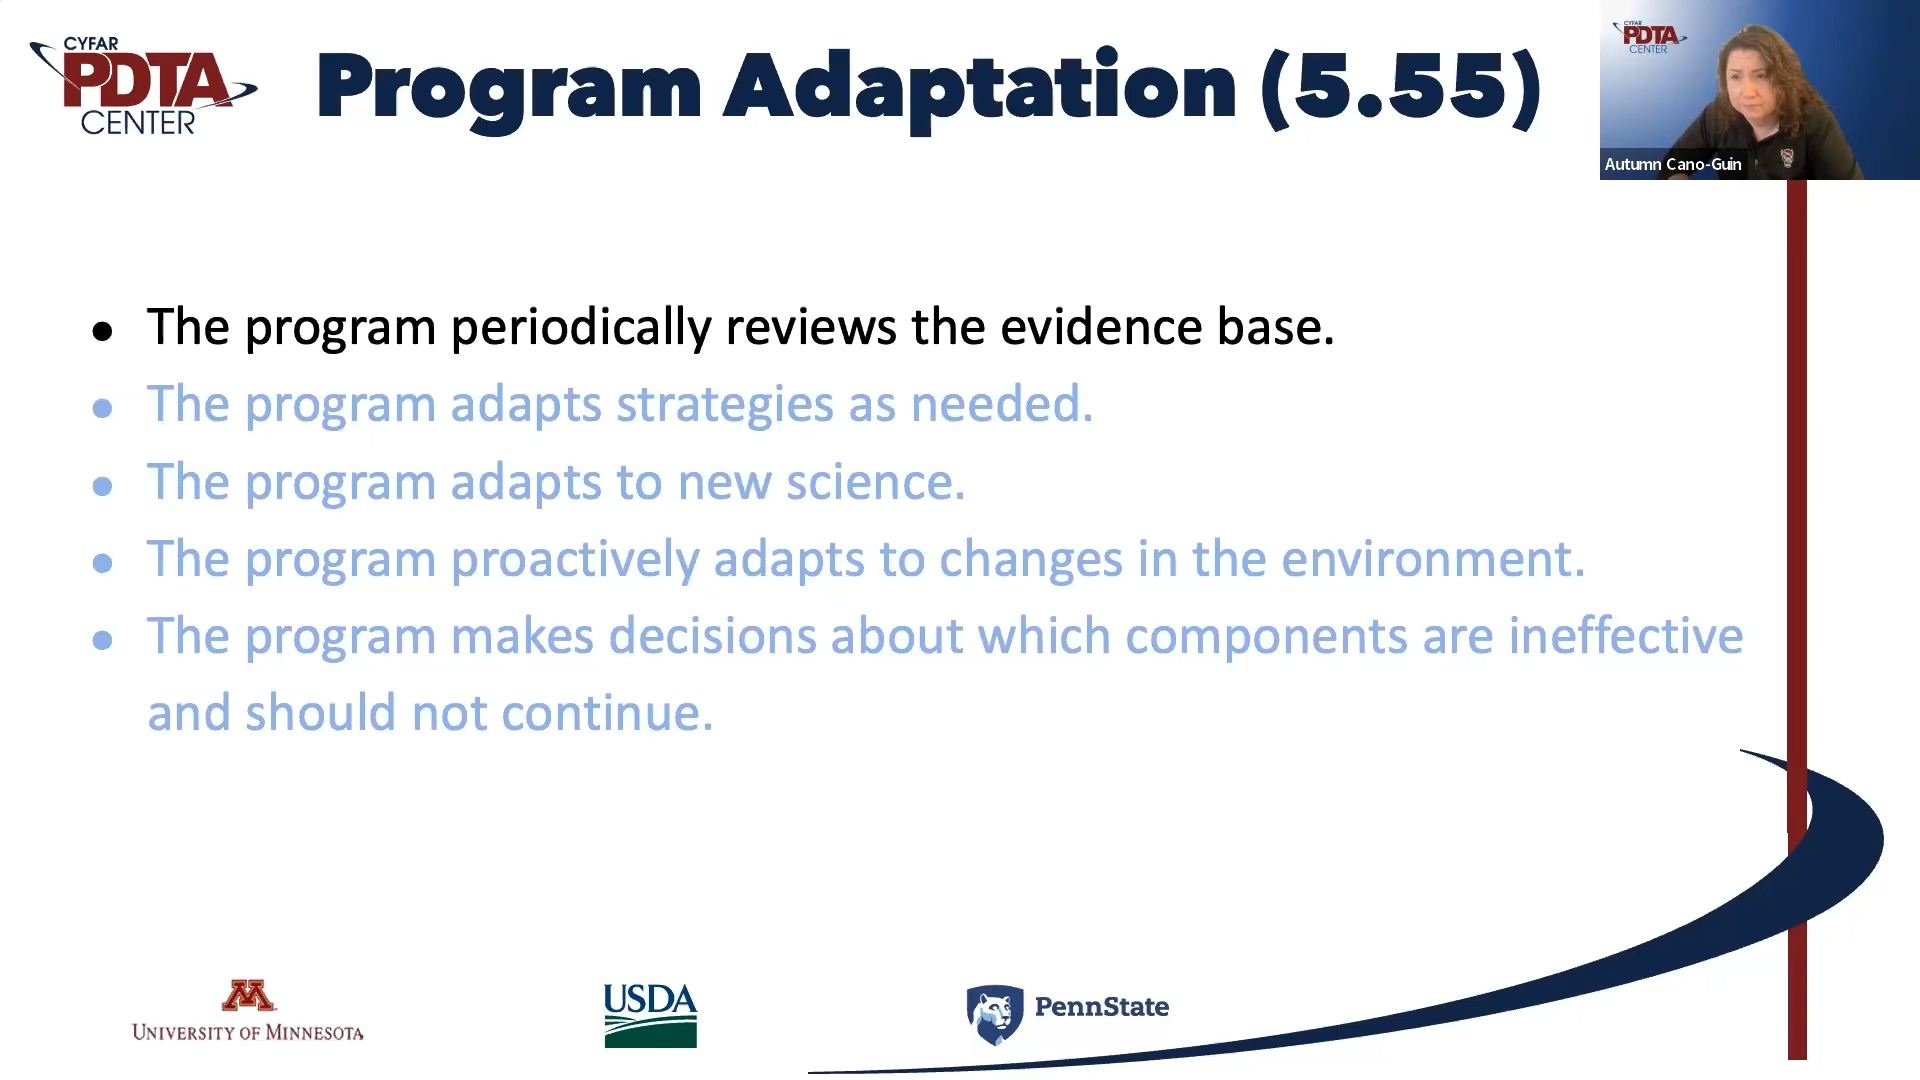 CYFAR
PDTA
CENTER
Program Adaptation (5.55)
CYFAR
PDTA
CENTER
Autumn Cano-Guin
● The program periodically reviews the evidence base.
● The program adapts strategies as needed.
● The program adapts to new science.
● The program proactively adapts to changes in the environment.
● The program makes decisions about which components are ineffective
and should not continue.
M
UNIVERSITY OF MINNESOTA
USDA
PennState